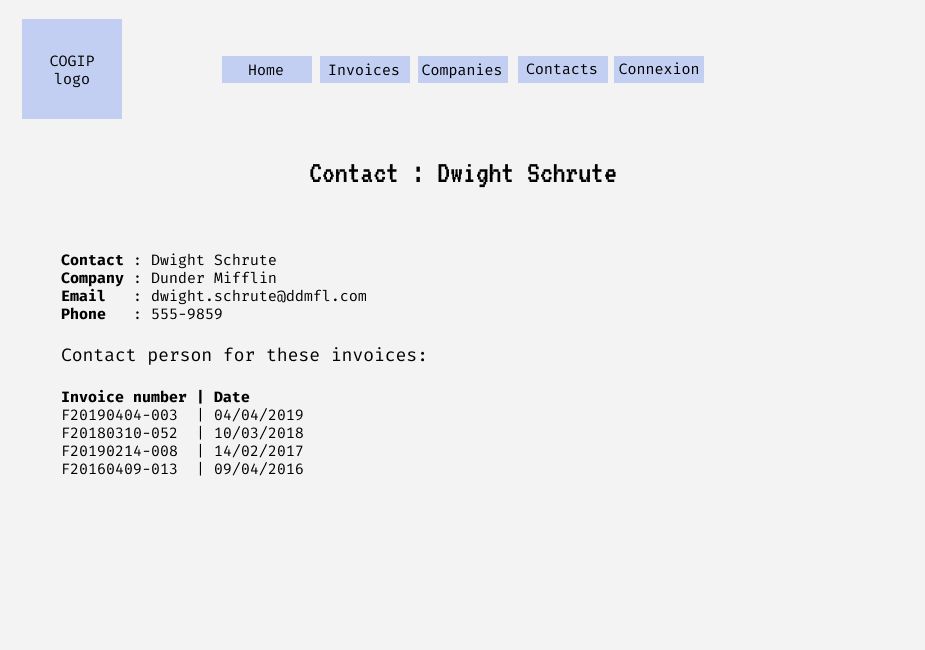 COGIP
logo
Home Invoices Companies Contacts Connexion
Contact : Dwight Schrute
Contact : Dwight Schrute
Company : Dunder Mifflin
Email : dwight.schrute@ddmfl.com
Phone : 555-9859
Contact person for these invoices:
Invoice number | Date
F20190404-003 | 04/04/2019
F20180310-052 | 10/03/2018
F20190214-008 | 14/02/2017
F20160409-013 | 09/04/2016